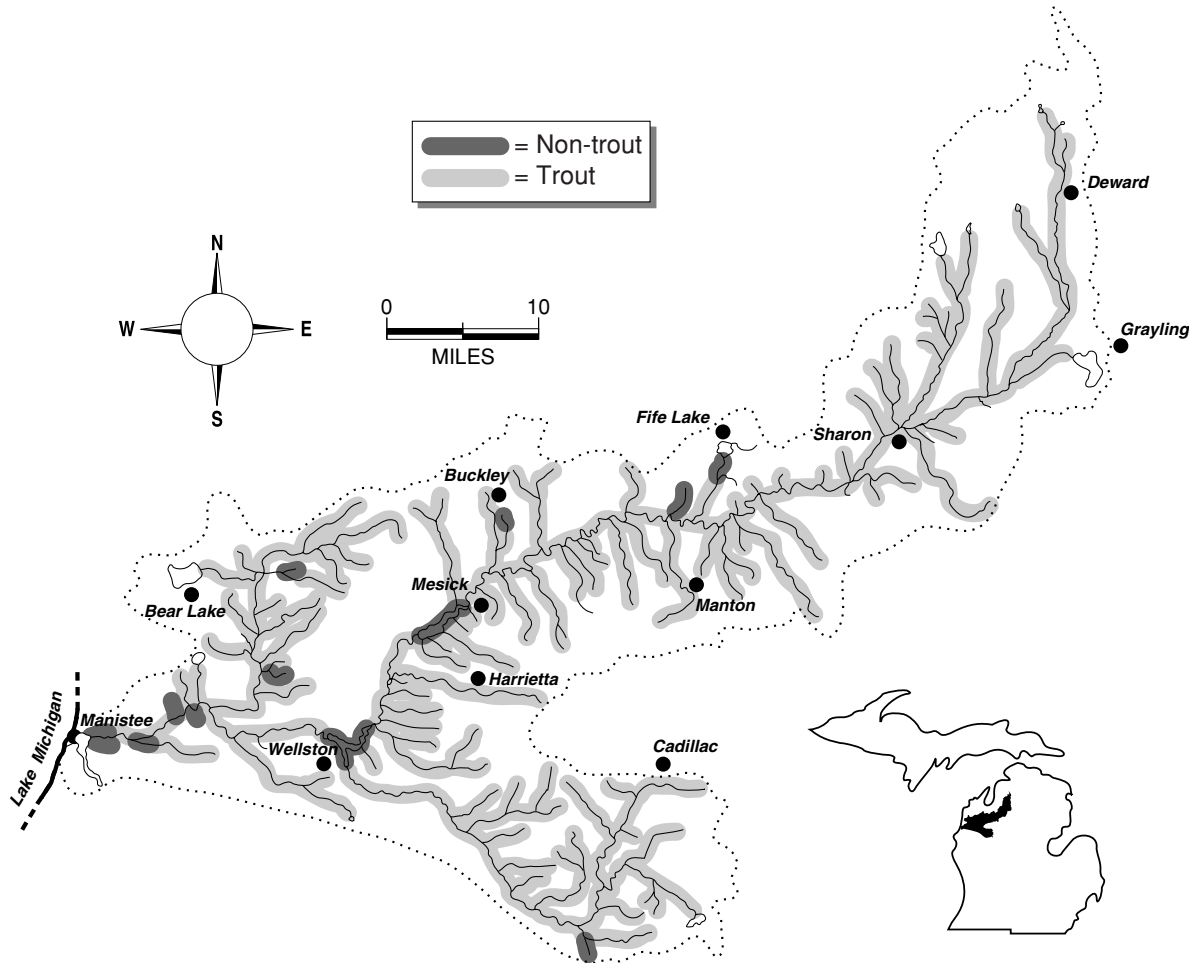 = Non-trout
= Trout
Deward
N
W
E
S
0
10
MILES
Grayling
Fife Lake
Sharon
Buckley
Mesick
Bear Lake
Manton
Harrietta
Lake Michigan
Manistee
Wellston
Cadillac